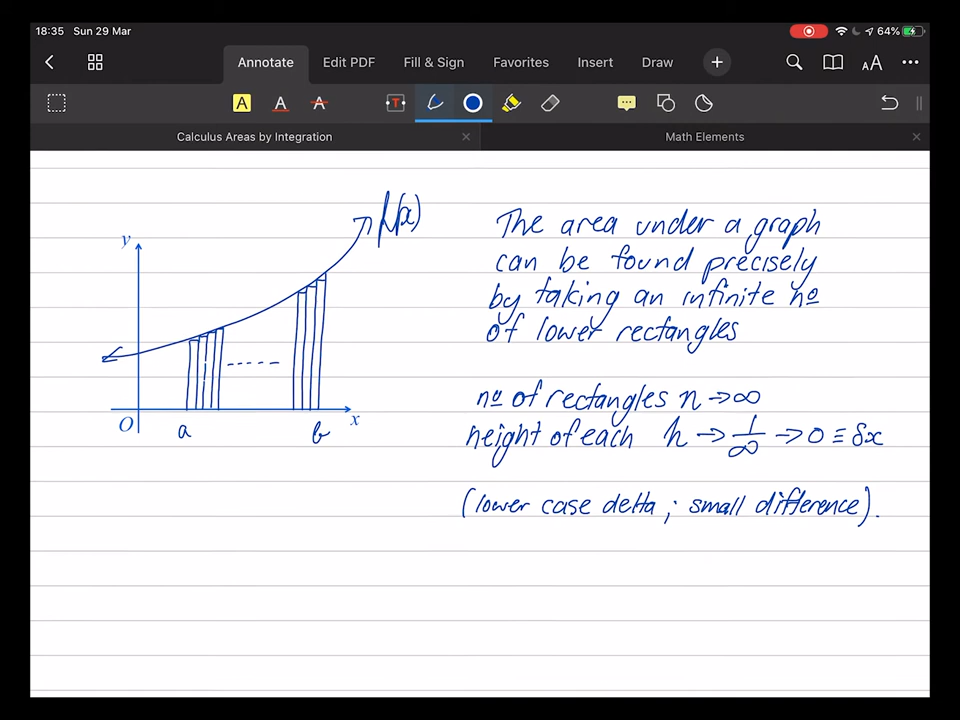 18:35 Sun 29 Mar 64%
Annotate Edit PDF Fill & Sign Favorites Insert Draw
A A A T
Calculus Areas by Integration Math Elements
f(x)
y
O a b x
The area under a graph
can be found precisely
by taking an infinite nº
of lower rectangles
nº of rectangles n → ∞
height of each h → 1/∞ → 0 ≡ δx
(lower case delta ; small difference).